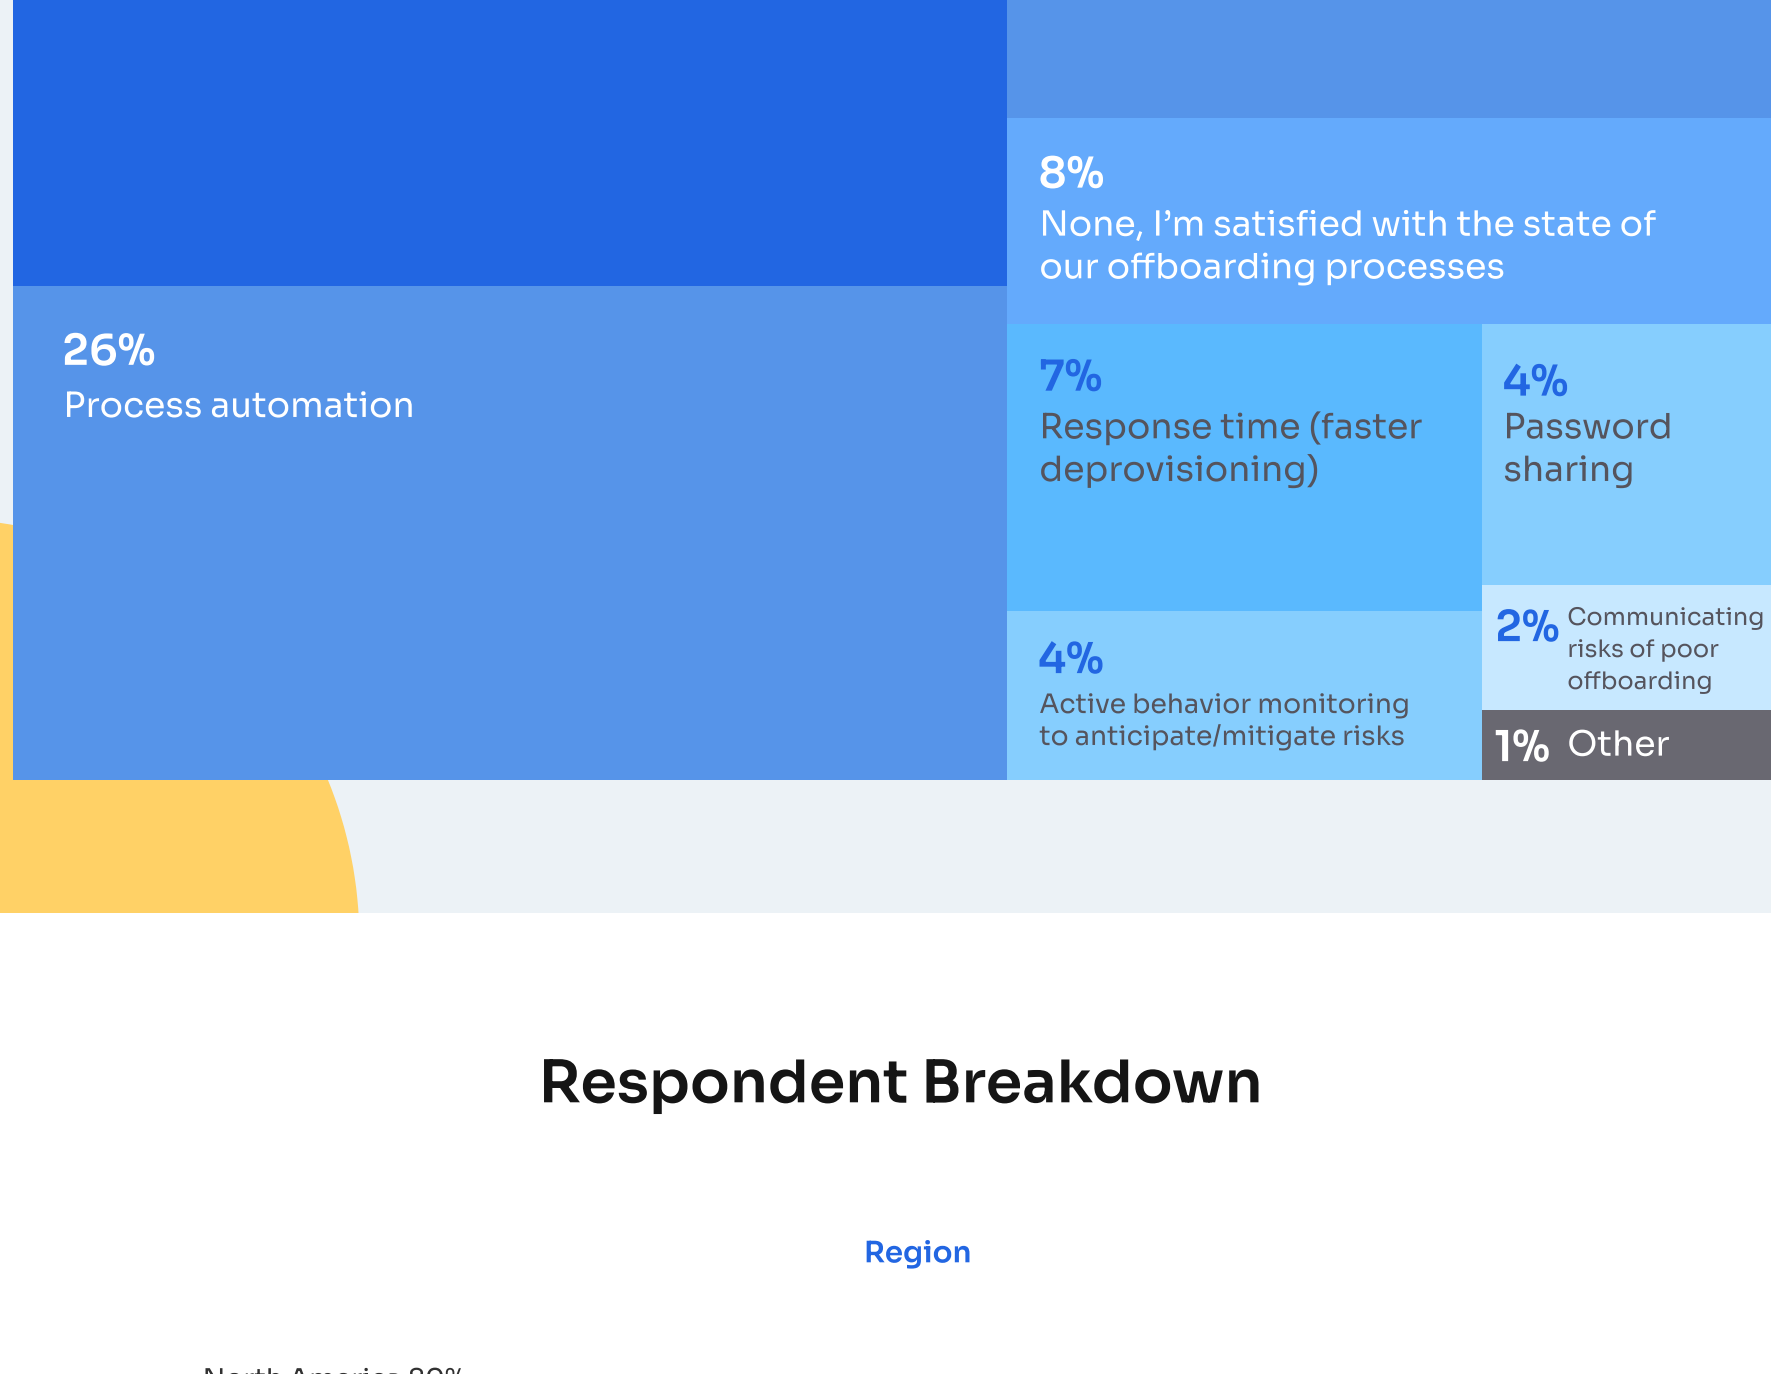 8%
None, I’m satisfied with the state of
our offboarding processes
26%
Process automation
7%
Response time (faster
deprovisioning)
4%
Password
sharing
2%
Communicating
risks of poor
offboarding
4%
Active behavior monitoring
to anticipate/mitigate risks
1% Other
Respondent Breakdown
Region
North America